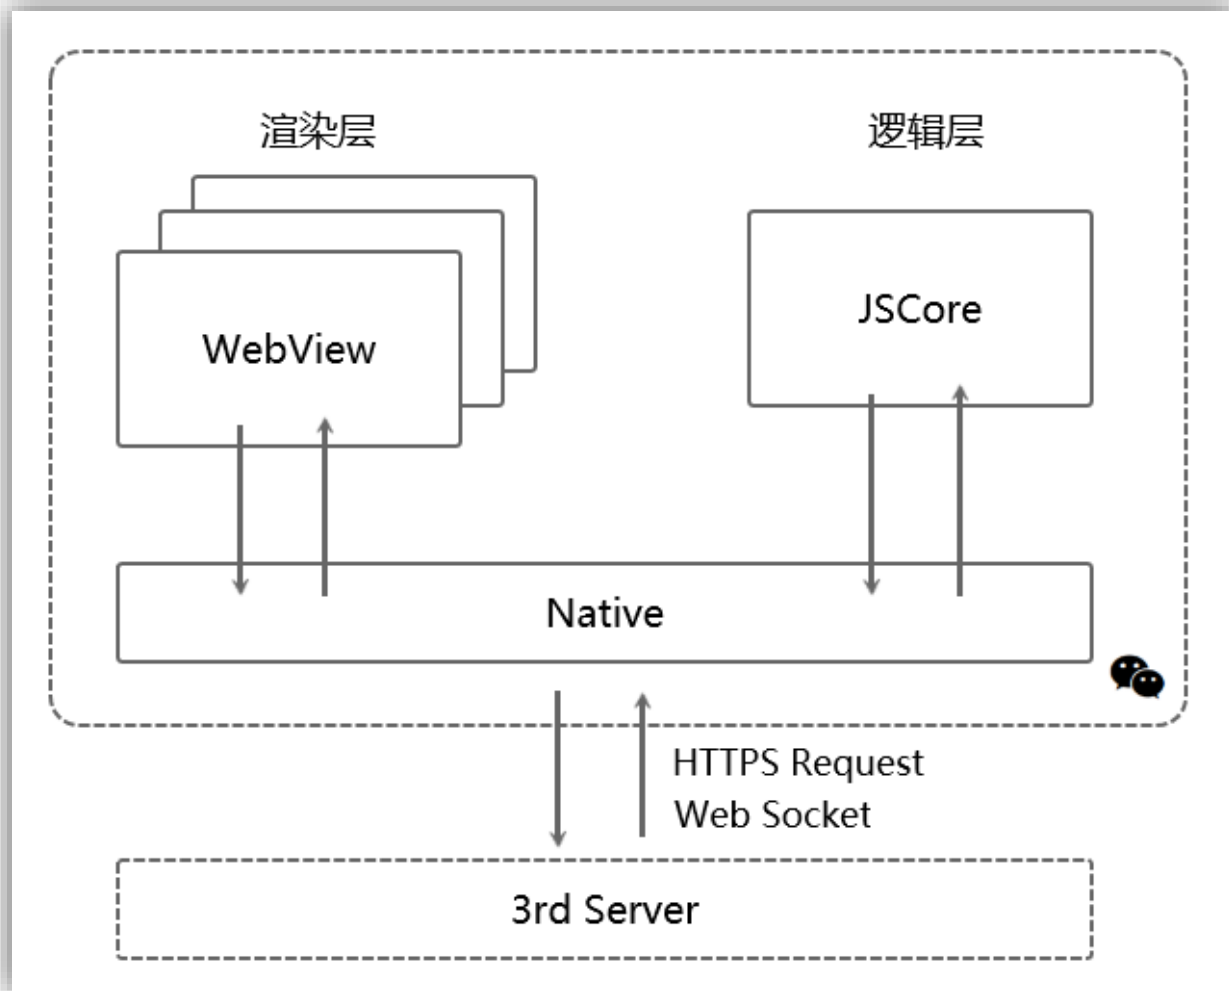 渲染层
逻辑层
WebView
JSCore
Native
HTTPS Request
Web Socket
3rd Server